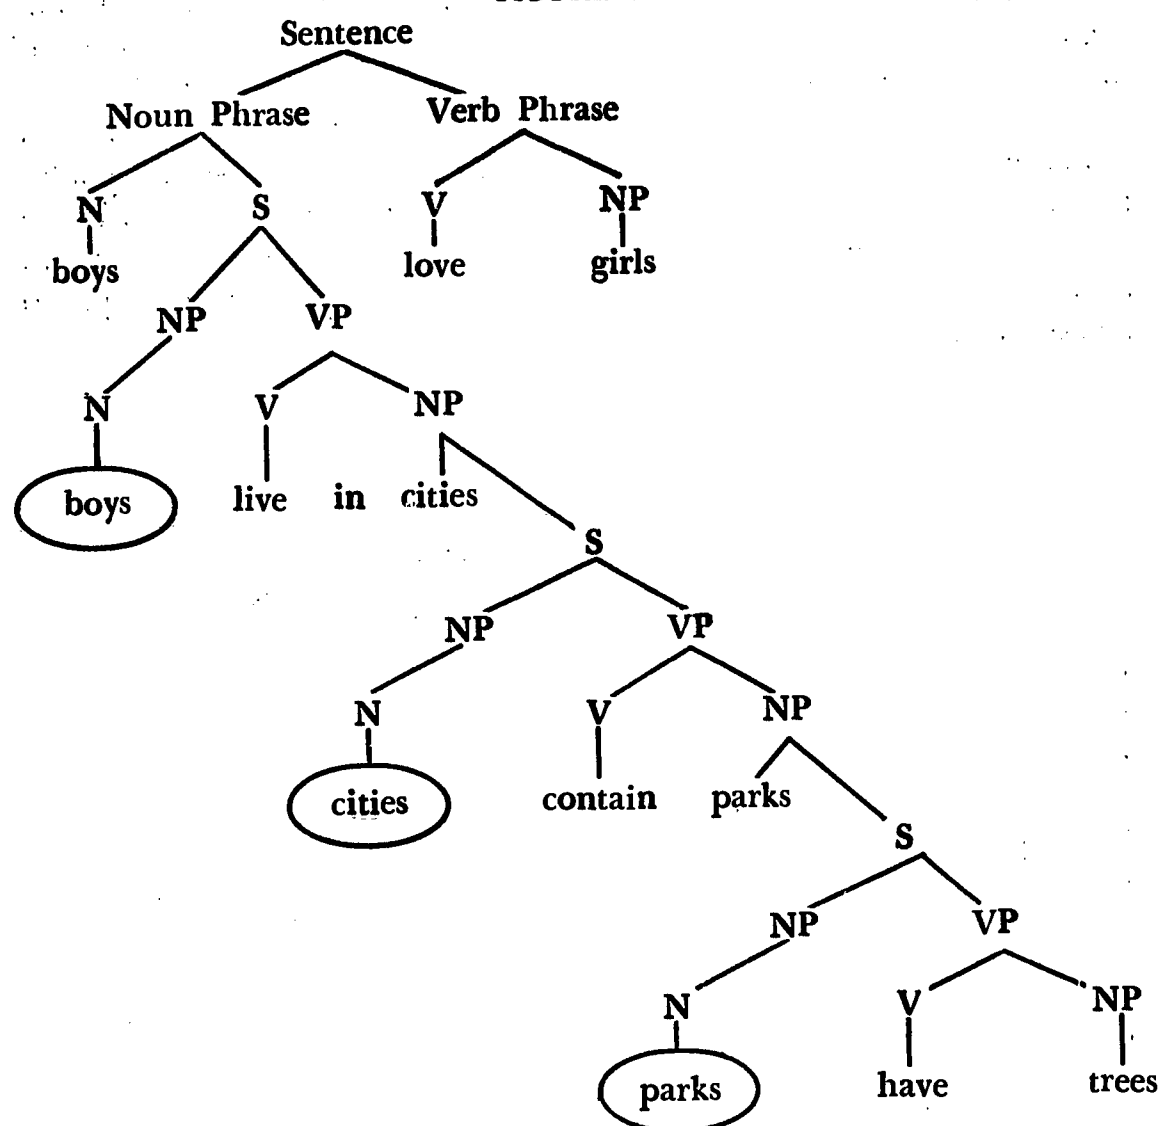 Sentence
Noun Phrase Verb Phrase
N S V NP
boys love girls
NP VP
N V NP
boys live in cities
S
NP VP
N V NP
cities contain parks
S
NP VP
N V NP
parks have trees